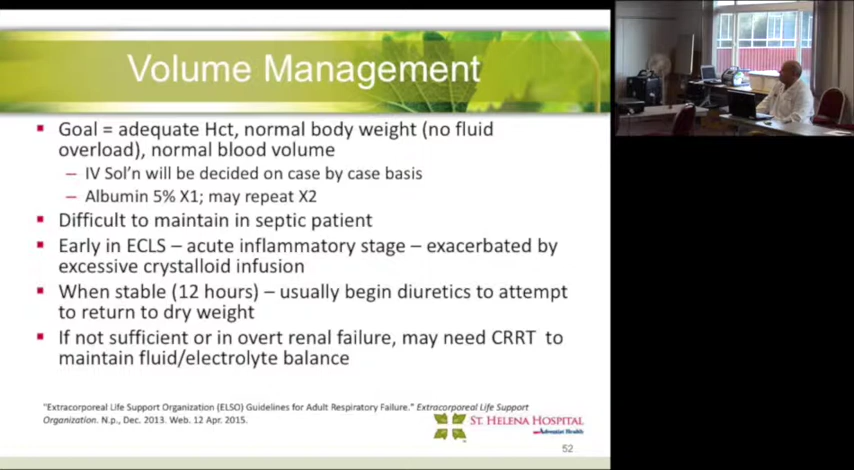 Volume Management
Goal = adequate Hct, normal body weight (no fluid
overload), normal blood volume
– IV Sol’n will be decided on case by case basis
– Albumin 5% X1; may repeat X2
Difficult to maintain in septic patient
Early in ECLS – acute inflammatory stage – exacerbated by
excessive crystalloid infusion
When stable (12 hours) – usually begin diuretics to attempt
to return to dry weight
If not sufficient or in overt renal failure, may need CRRT to
maintain fluid/electrolyte balance
"Extracorporeal Life Support Organization (ELSO) Guidelines for Adult Respiratory Failure." Extracorporeal Life Support
Organization. N.p., Dec. 2013. Web. 12 Apr. 2015.
ST. HELENA HOSPITAL
Adventist Health
52